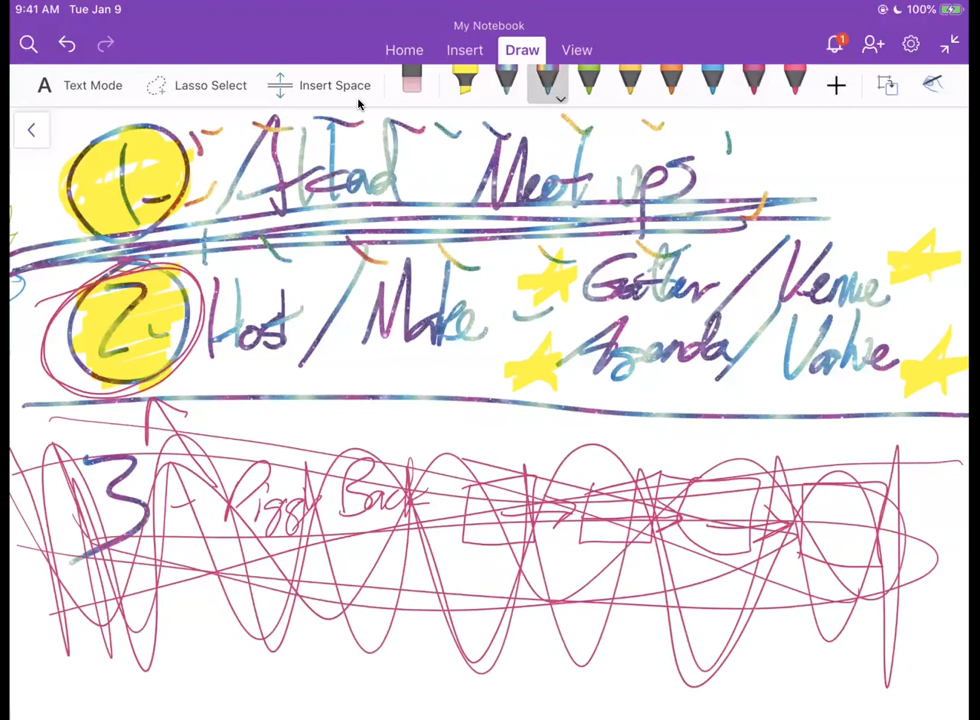 9:41 AM Tue Jan 9 100%
My Notebook
Home Insert Draw View
1
A Text Mode Lasso Select Insert Space
1- Attend Meet ups
2- Host / Make Gather / Venue
Agenda / Value
3 - Piggy Back